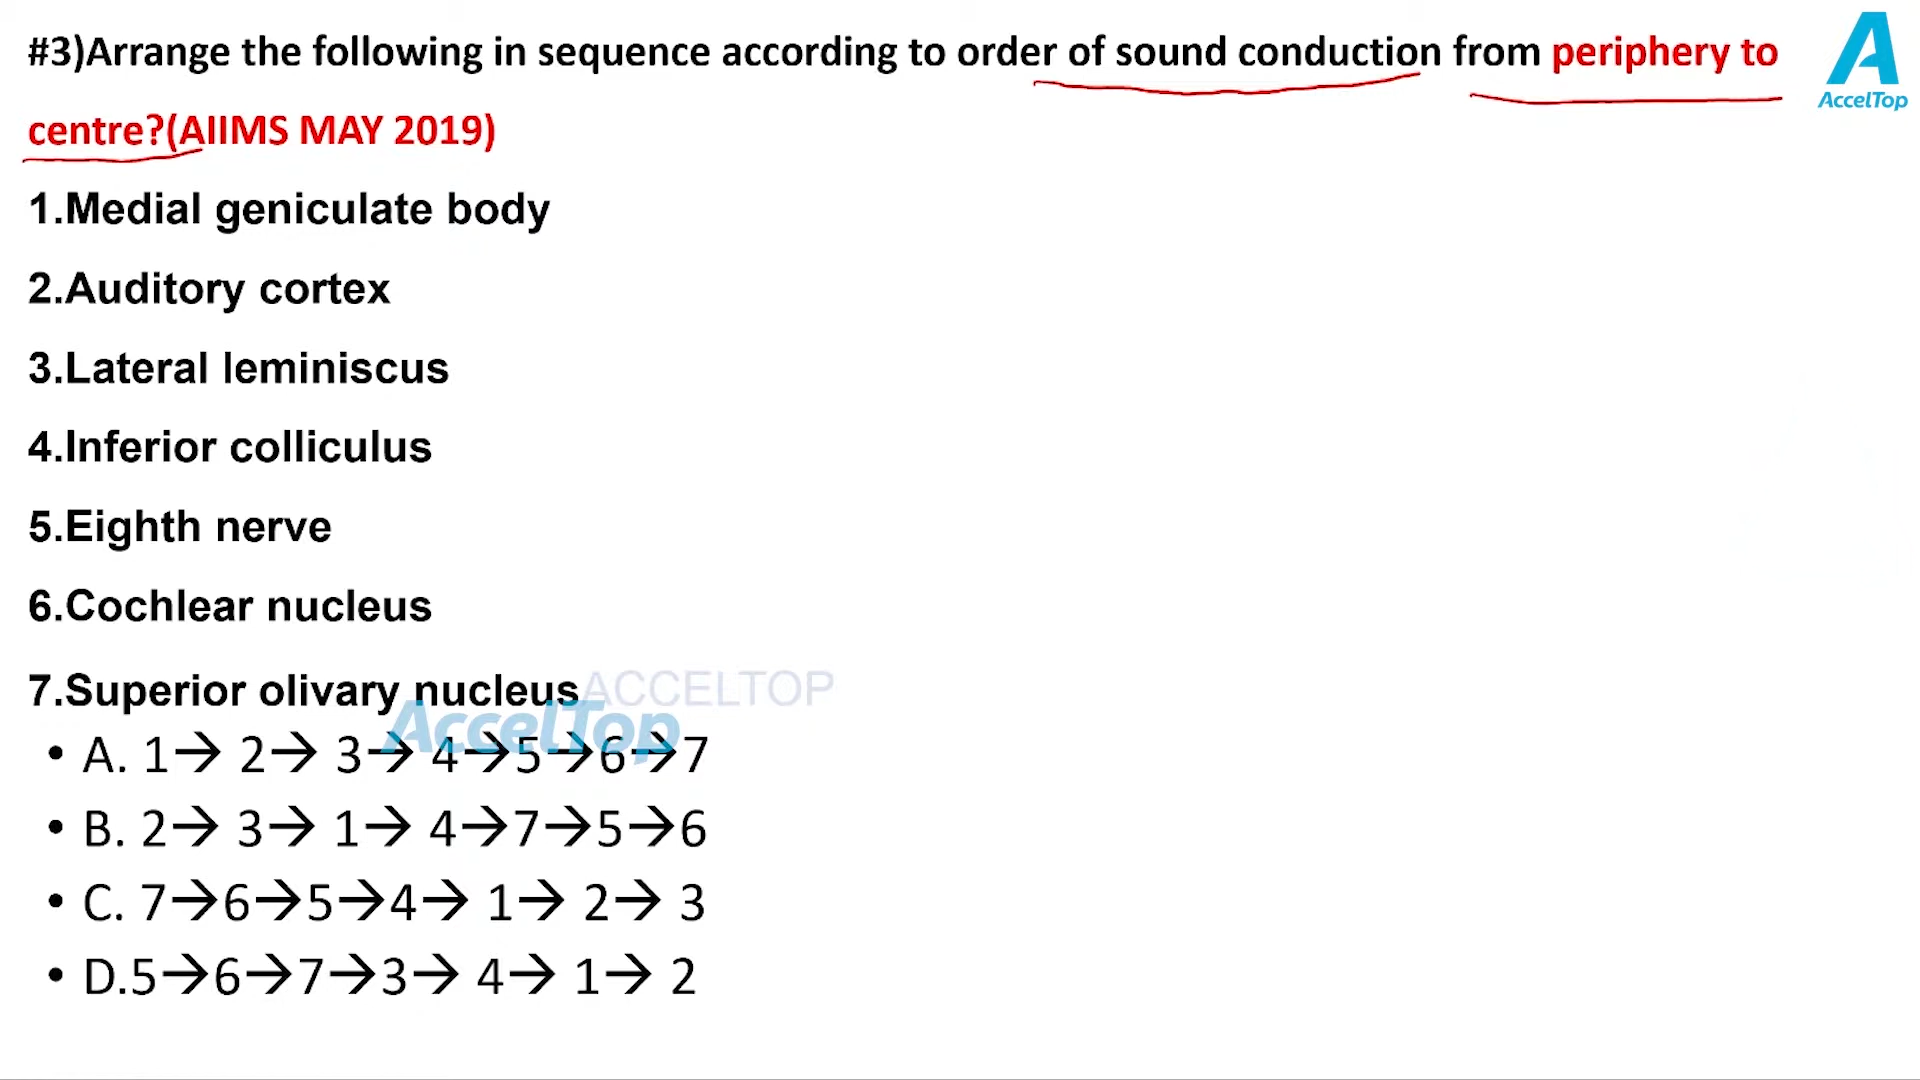 #3)Arrange the following in sequence according to order of sound conduction from periphery to
centre?(AIIMS MAY 2019)
AccelTop
1.Medial geniculate body
2.Auditory cortex
3.Lateral leminiscus
4.Inferior colliculus
5.Eighth nerve
6.Cochlear nucleus
7.Superior olivary nucleus
ACCELTOP
AccelTop
• A. 1→ 2→ 3→ 4→5→6→7
• B. 2→ 3→ 1→ 4→7→5→6
• C. 7→6→5→4→ 1→ 2→ 3
• D.5→6→7→3→ 4→ 1→ 2